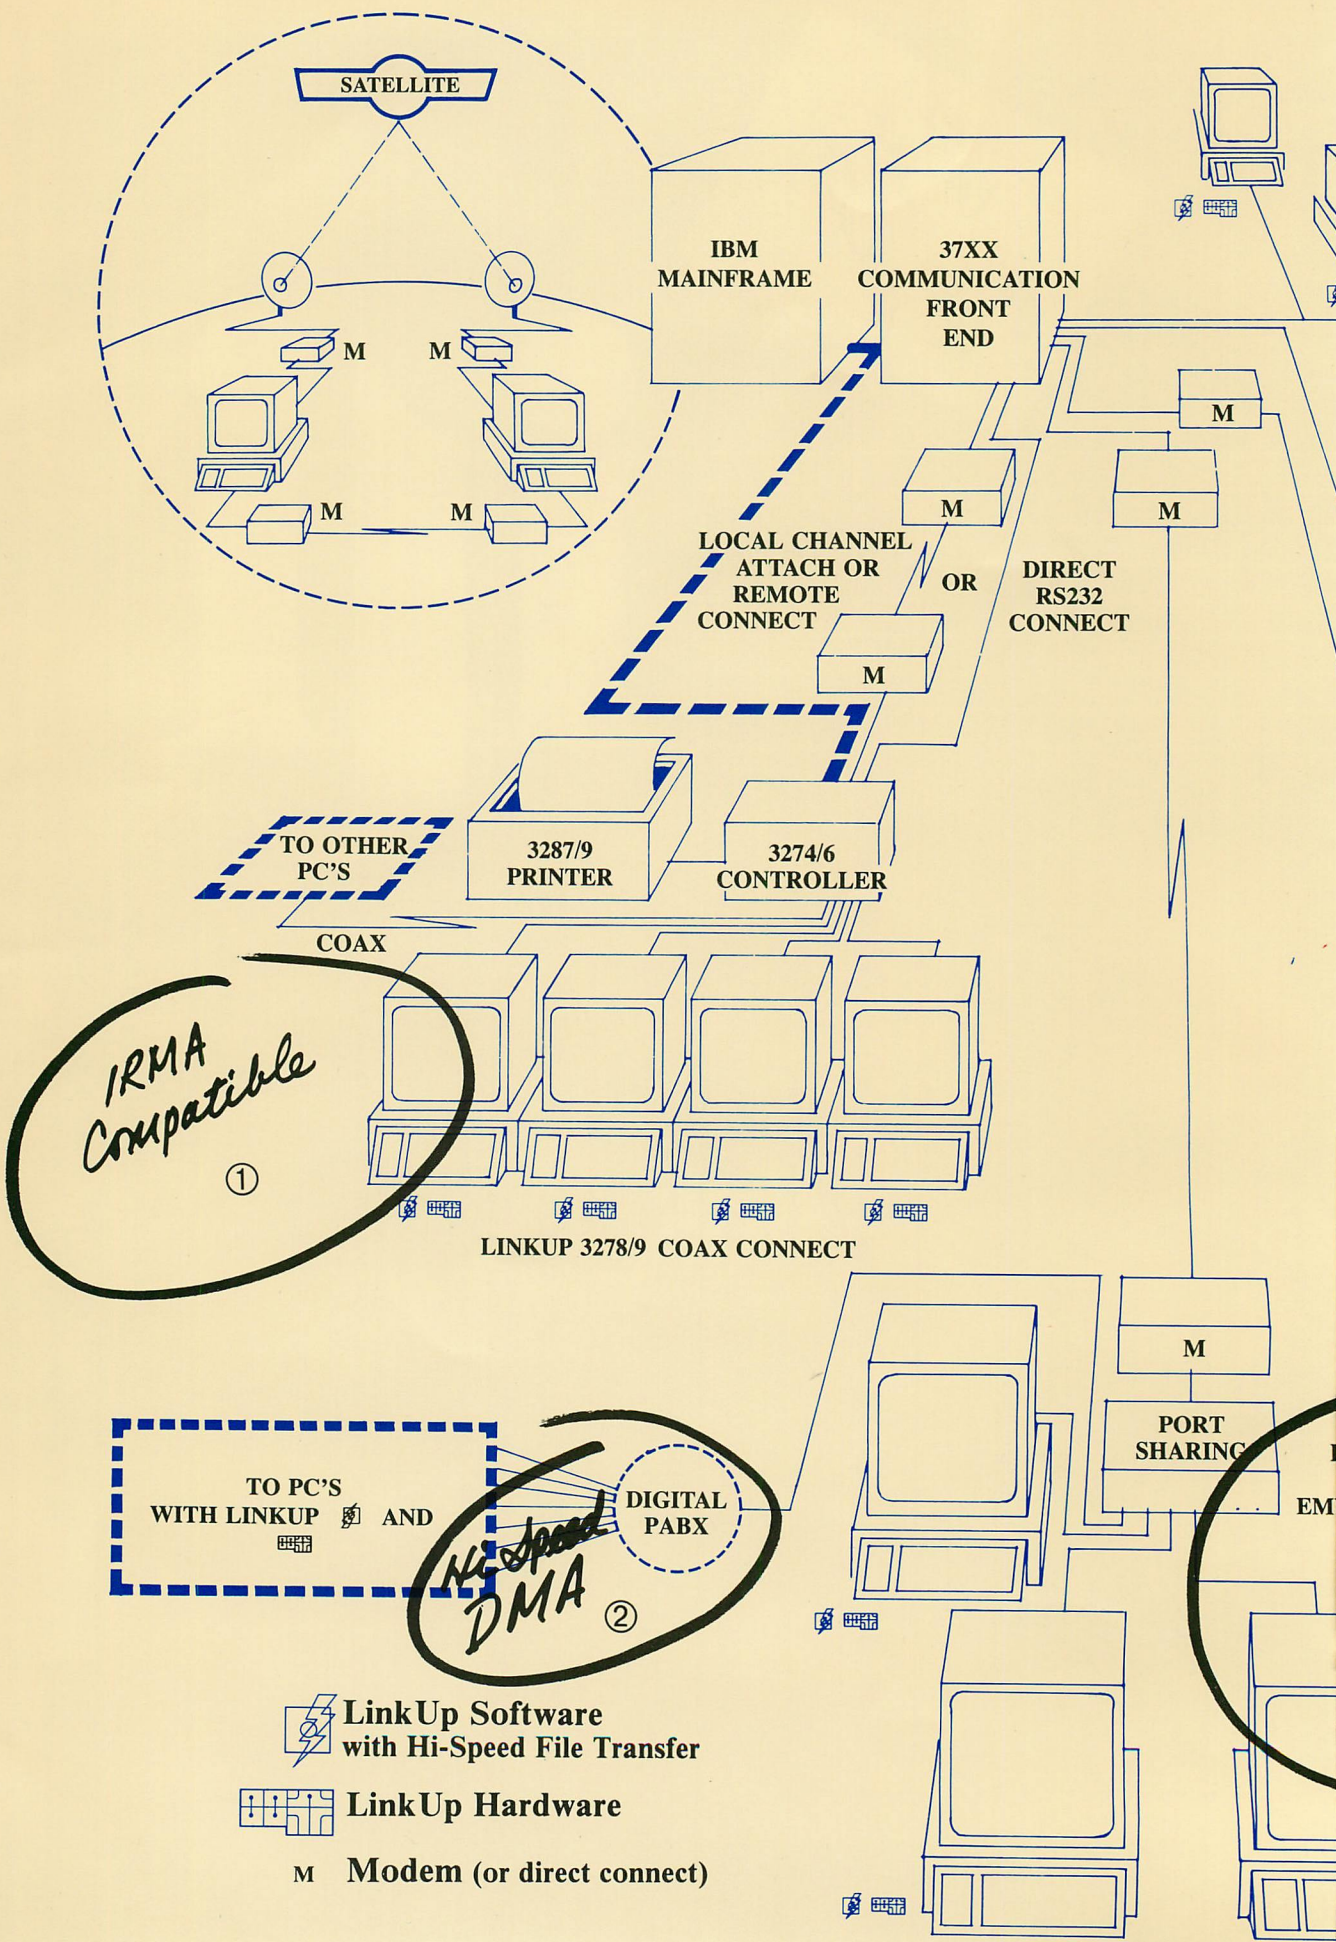 SATELLITE
IBM
MAINFRAME
37XX
COMMUNICATION
FRONT
END
M
M
M
M
M
M
M
LOCAL CHANNEL
ATTACH OR
REMOTE
CONNECT
OR
DIRECT
RS232
CONNECT
M
TO OTHER
PC'S
3287/9
PRINTER
3274/6
CONTROLLER
COAX
IRMA
Compatible
①
LINKUP 3278/9 COAX CONNECT
M
PORT
SHARING
TO PC'S
WITH LINKUP AND
DIGITAL
PABX
Hi Speed
DMA
②
LinkUp Software
with Hi-Speed File Transfer
LinkUp Hardware
M Modem (or direct connect)